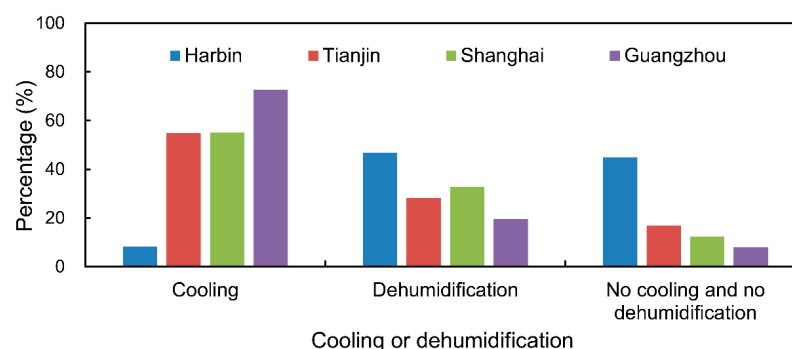 100
80
60
40
20
0
Percentage (%)
Harbin Tianjin Shanghai Guangzhou
Cooling Dehumidification No cooling and no
dehumidification
Cooling or dehumidification